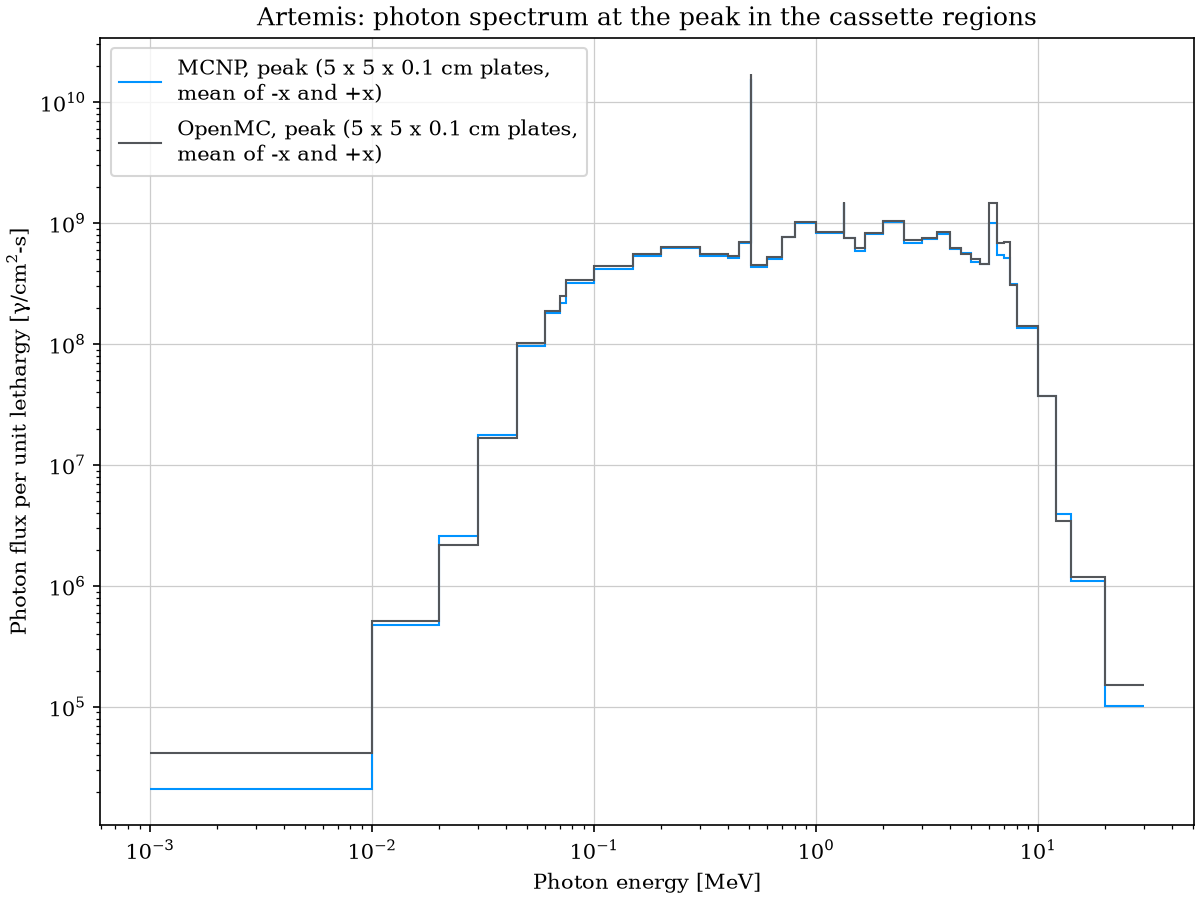 Artemis: photon spectrum at the peak in the cassette regions
MCNP, peak (5 x 5 x 0.1 cm plates,
mean of -x and +x)
OpenMC, peak (5 x 5 x 0.1 cm plates,
mean of -x and +x)
Photon flux per unit lethargy [γ/cm²-s]
10¹⁰
10⁹
10⁸
10⁷
10⁶
10⁵
10⁻³
10⁻²
10⁻¹
10⁰
10¹
Photon energy [MeV]